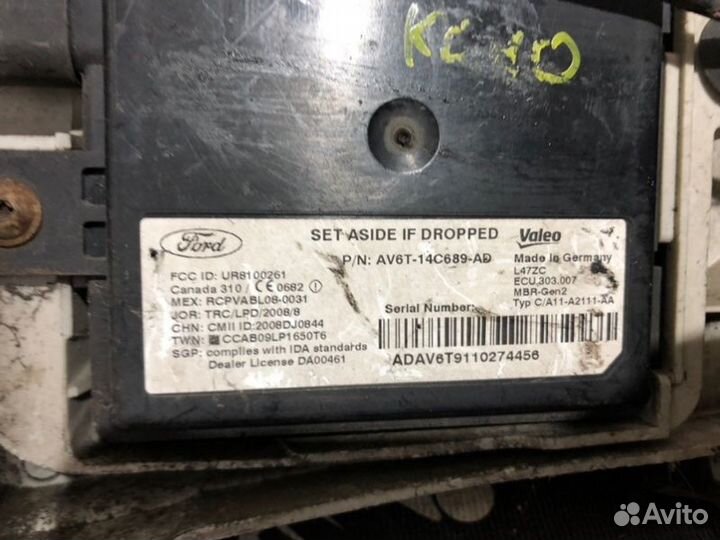 Ford
SET ASIDE IF DROPPED
Valeo
P/N: AV6T-14C689-AD
Made in Germany
L47ZC
ECU.303.007
MBR-Gen2
Typ C/A11-A2111-AA
FCC ID: UR8100261
Canada 310 / CE 0682
MEX: RCPVABL08-0031
JOR: TRC/LPD/2008/8
CHN: CMII ID:2008DJ0844
TWN: CCAB09LP1650T6
SGP: complies with IDA standards
Dealer License DA00461
Serial Number:
ADAV6T9110274456
Avito